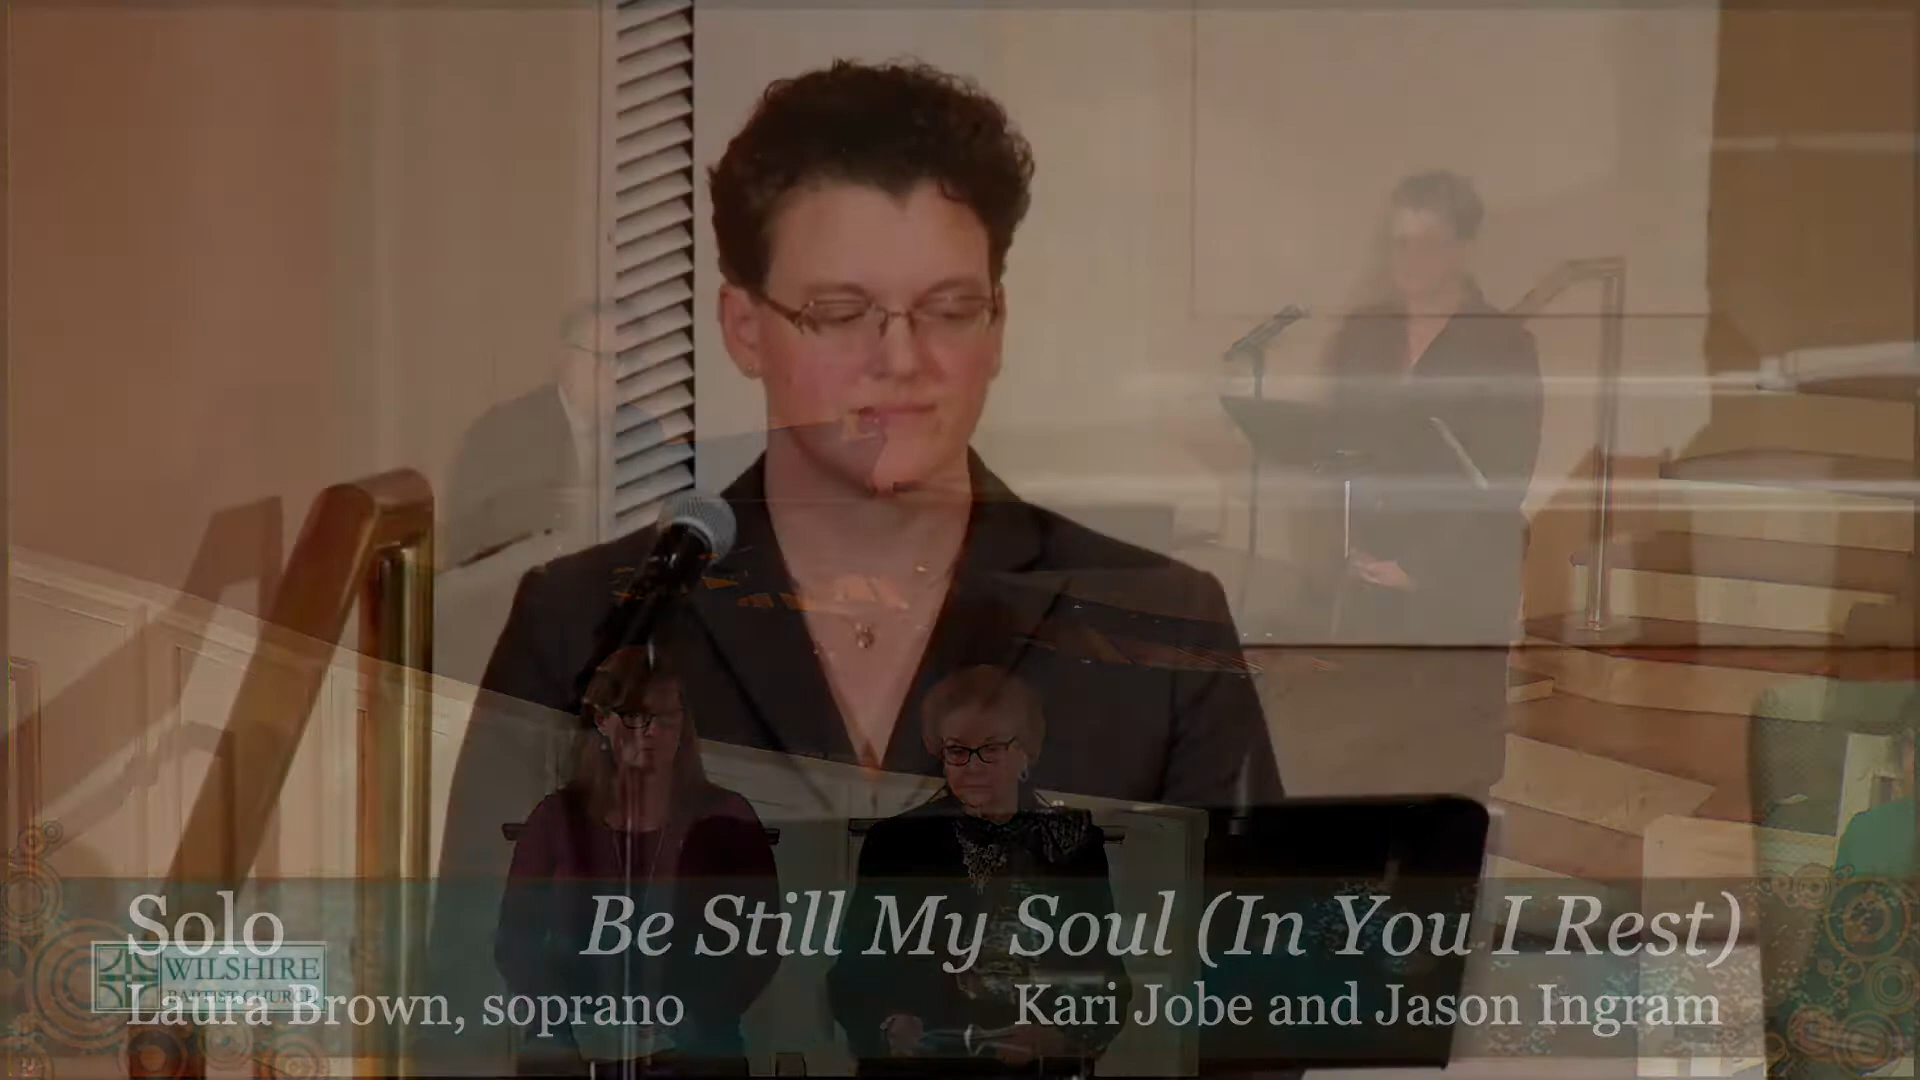 Solo
Be Still My Soul (In You I Rest)
WILSHIRE
BAPTIST CHURCH
Laura Brown, soprano
Kari Jobe and Jason Ingram